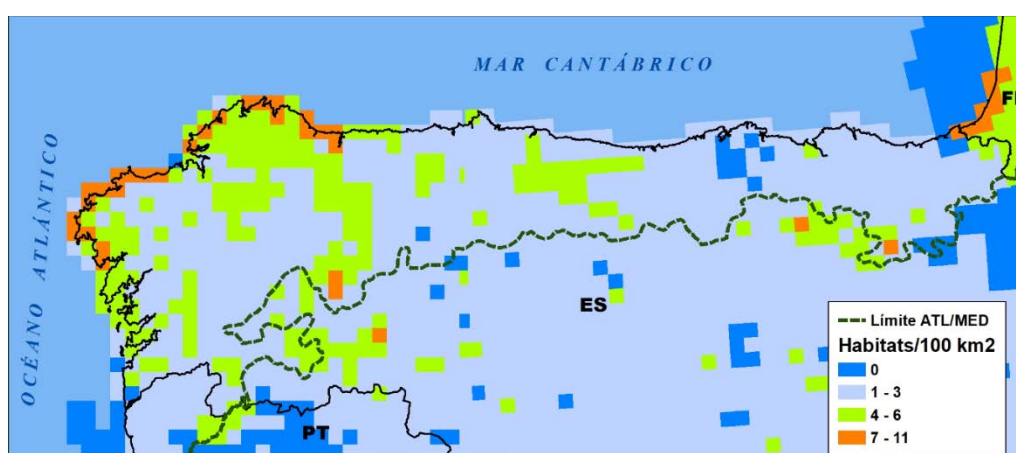 MAR CANTÁBRICO
OCÉANO ATLÁNTICO
ES
PT
Límite ATL/MED
Habitats/100 km2
0
1 - 3
4 - 6
7 - 11